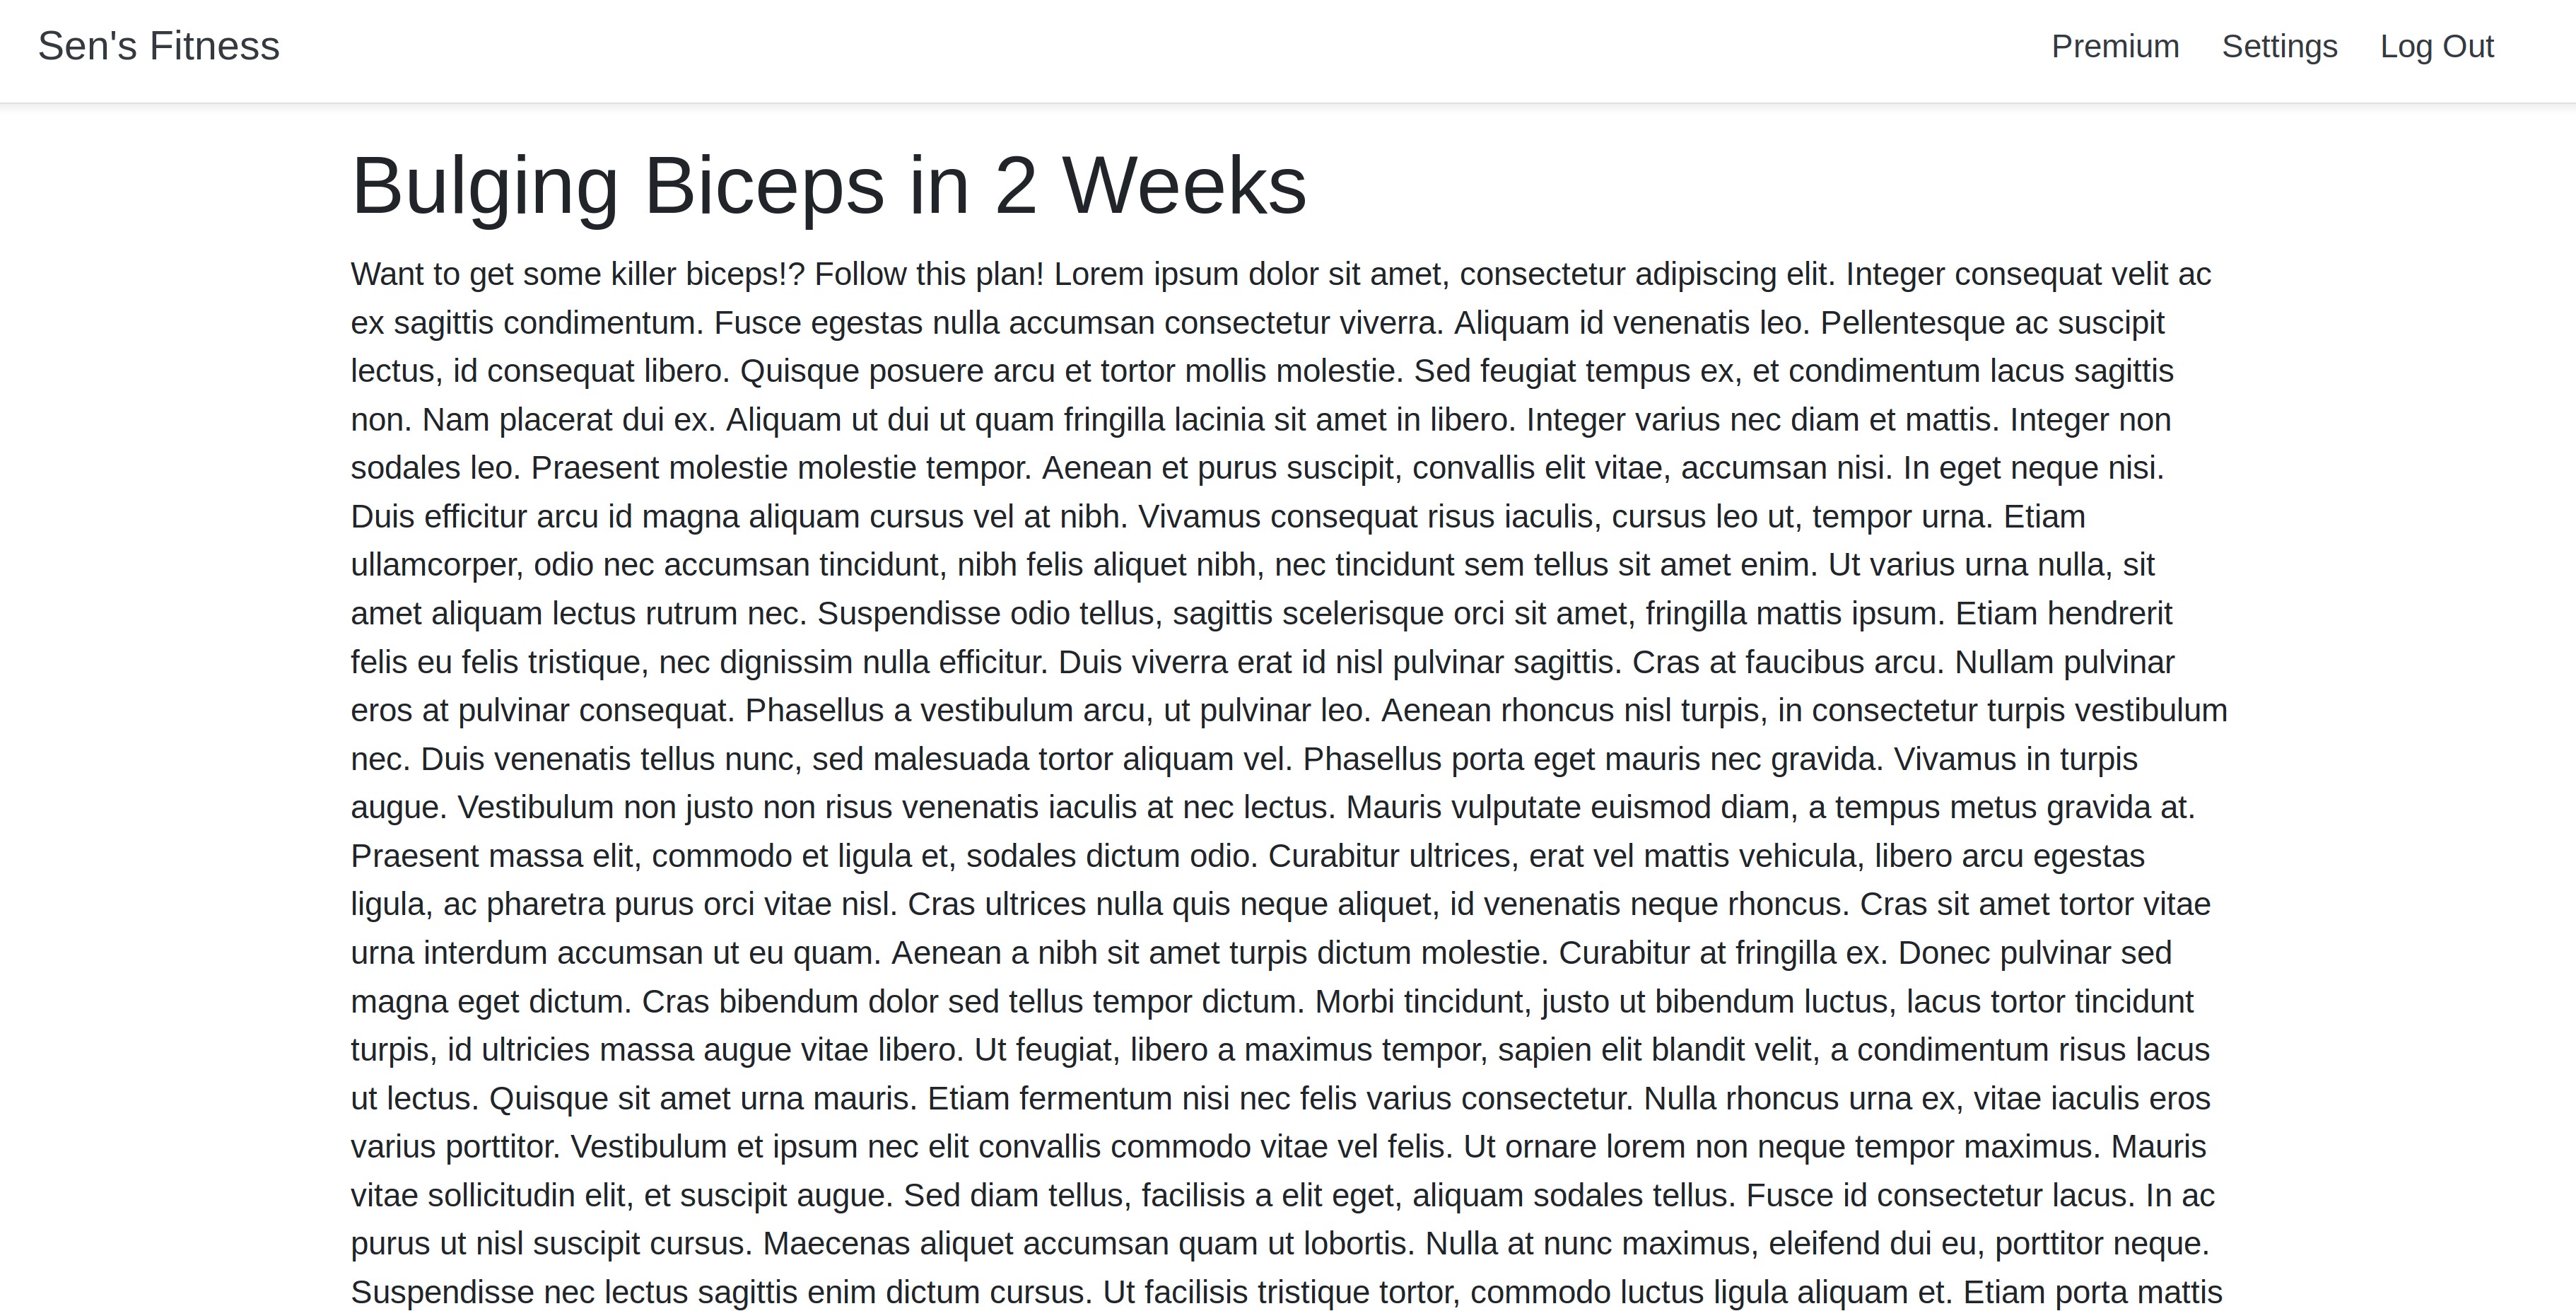 Sen's Fitness
Premium Settings Log Out
Bulging Biceps in 2 Weeks
Want to get some killer biceps!? Follow this plan! Lorem ipsum dolor sit amet, consectetur adipiscing elit. Integer consequat velit ac
ex sagittis condimentum. Fusce egestas nulla accumsan consectetur viverra. Aliquam id venenatis leo. Pellentesque ac suscipit
lectus, id consequat libero. Quisque posuere arcu et tortor mollis molestie. Sed feugiat tempus ex, et condimentum lacus sagittis
non. Nam placerat dui ex. Aliquam ut dui ut quam fringilla lacinia sit amet in libero. Integer varius nec diam et mattis. Integer non
sodales leo. Praesent molestie molestie tempor. Aenean et purus suscipit, convallis elit vitae, accumsan nisi. In eget neque nisi.
Duis efficitur arcu id magna aliquam cursus vel at nibh. Vivamus consequat risus iaculis, cursus leo ut, tempor urna. Etiam
ullamcorper, odio nec accumsan tincidunt, nibh felis aliquet nibh, nec tincidunt sem tellus sit amet enim. Ut varius urna nulla, sit
amet aliquam lectus rutrum nec. Suspendisse odio tellus, sagittis scelerisque orci sit amet, fringilla mattis ipsum. Etiam hendrerit
felis eu felis tristique, nec dignissim nulla efficitur. Duis viverra erat id nisl pulvinar sagittis. Cras at faucibus arcu. Nullam pulvinar
eros at pulvinar consequat. Phasellus a vestibulum arcu, ut pulvinar leo. Aenean rhoncus nisl turpis, in consectetur turpis vestibulum
nec. Duis venenatis tellus nunc, sed malesuada tortor aliquam vel. Phasellus porta eget mauris nec gravida. Vivamus in turpis
augue. Vestibulum non justo non risus venenatis iaculis at nec lectus. Mauris vulputate euismod diam, a tempus metus gravida at.
Praesent massa elit, commodo et ligula et, sodales dictum odio. Curabitur ultrices, erat vel mattis vehicula, libero arcu egestas
ligula, ac pharetra purus orci vitae nisl. Cras ultrices nulla quis neque aliquet, id venenatis neque rhoncus. Cras sit amet tortor vitae
urna interdum accumsan ut eu quam. Aenean a nibh sit amet turpis dictum molestie. Curabitur at fringilla ex. Donec pulvinar sed
magna eget dictum. Cras bibendum dolor sed tellus tempor dictum. Morbi tincidunt, justo ut bibendum luctus, lacus tortor tincidunt
turpis, id ultricies massa augue vitae libero. Ut feugiat, libero a maximus tempor, sapien elit blandit velit, a condimentum risus lacus
ut lectus. Quisque sit amet urna mauris. Etiam fermentum nisi nec felis varius consectetur. Nulla rhoncus urna ex, vitae iaculis eros
varius porttitor. Vestibulum et ipsum nec elit convallis commodo vitae vel felis. Ut ornare lorem non neque tempor maximus. Mauris
vitae sollicitudin elit, et suscipit augue. Sed diam tellus, facilisis a elit eget, aliquam sodales tellus. Fusce id consectetur lacus. In ac
purus ut nisl suscipit cursus. Maecenas aliquet accumsan quam ut lobortis. Nulla at nunc maximus, eleifend dui eu, porttitor neque.
Suspendisse nec lectus sagittis enim dictum cursus. Ut facilisis tristique tortor, commodo luctus ligula aliquam et. Etiam porta mattis